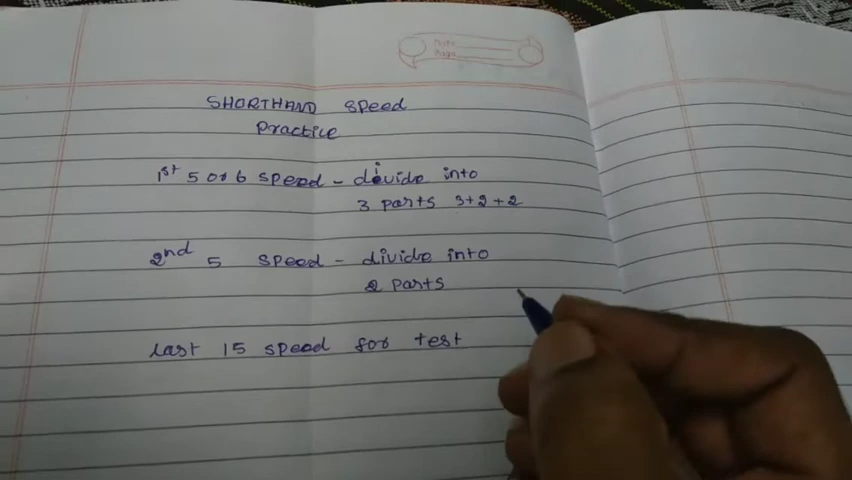 SHORTHAND Speed
Practice
1st 5 or 6 speed - divide into
3 parts 3+2+2
2nd 5 speed - divide into
2 parts
last 15 speed for test